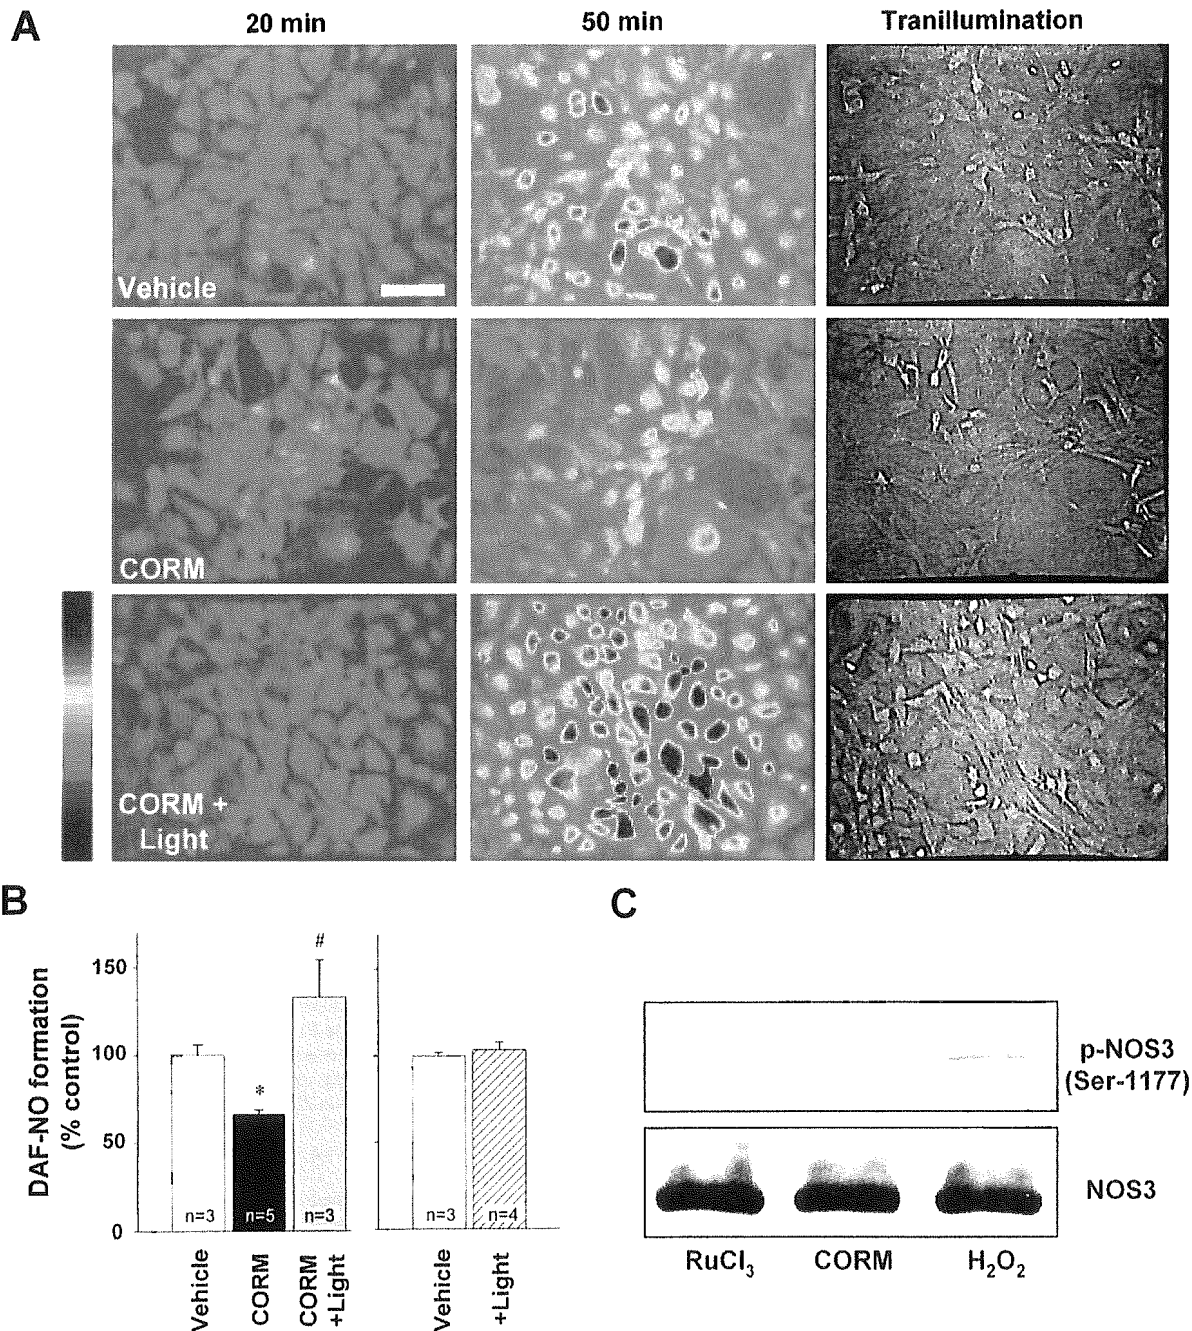 A
20 min
50 min
Tranillumination
Vehicle
CORM
CORM +
Light
B
DAF-NO formation
(% control)
150
100
50
0
*
#
n=3
n=5
n=3
n=3
n=4
Vehicle
CORM
CORM
+Light
Vehicle
+Light
C
p-NOS3
(Ser-1177)
NOS3
RuCl₃
CORM
H₂O₂